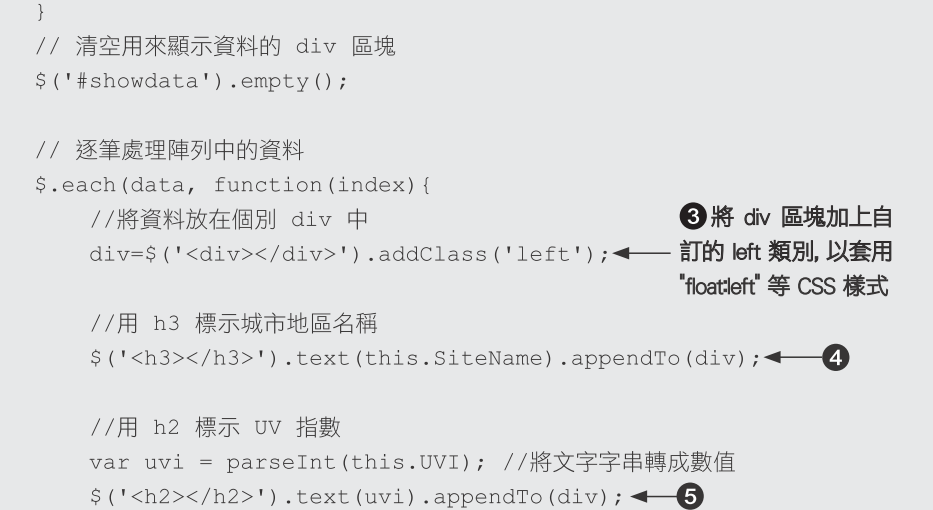 }
// 清空用來顯示資料的 div 區塊
$('#showdata').empty();
// 逐筆處理陣列中的資料
$.each(data, function(index){
//將資料放在個別 div 中
div=$('<div></div>').addClass('left');
❸將 div 區塊加上自
訂的 left 類別, 以套用
"float:left" 等 CSS 樣式
//用 h3 標示城市地區名稱
$('<h3></h3>').text(this.SiteName).appendTo(div);
❹
//用 h2 標示 UV 指數
var uvi = parseInt(this.UVI); //將文字字串轉成數值
$('<h2></h2>').text(uvi).appendTo(div);
❺